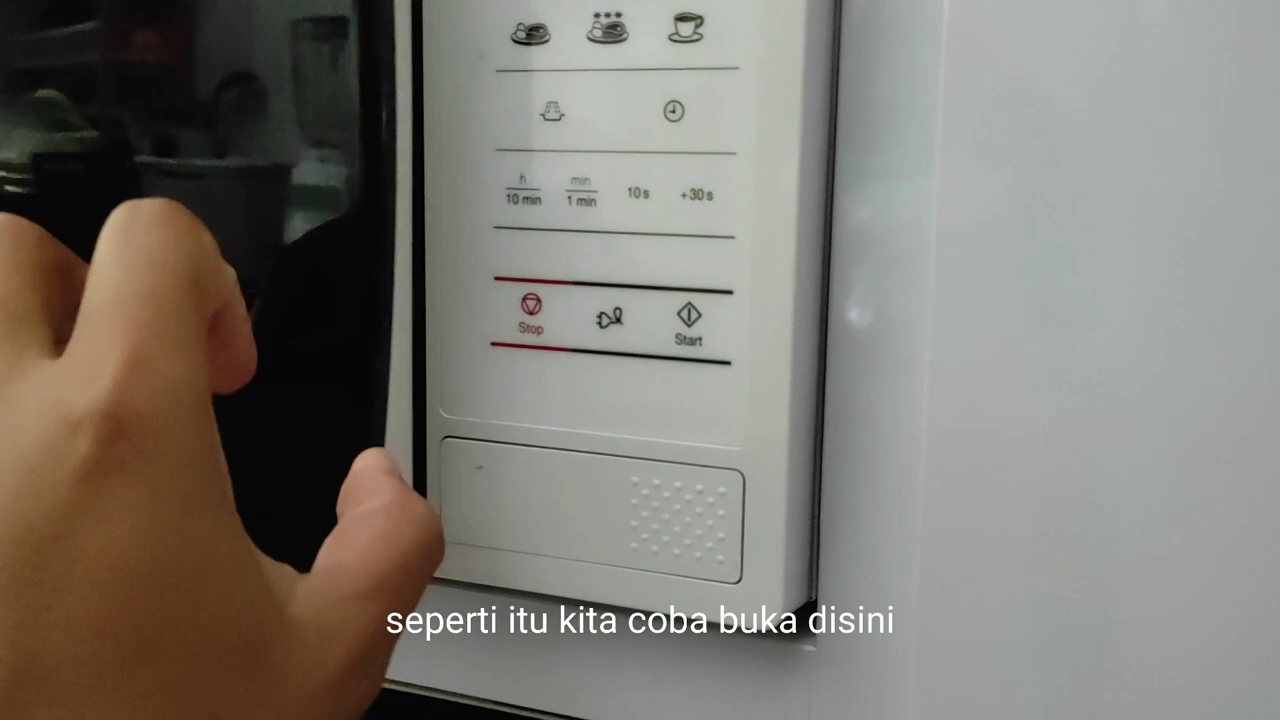 h
10 min
min
1 min
10 s
+30 s
Stop
Start
seperti itu kita coba buka disini